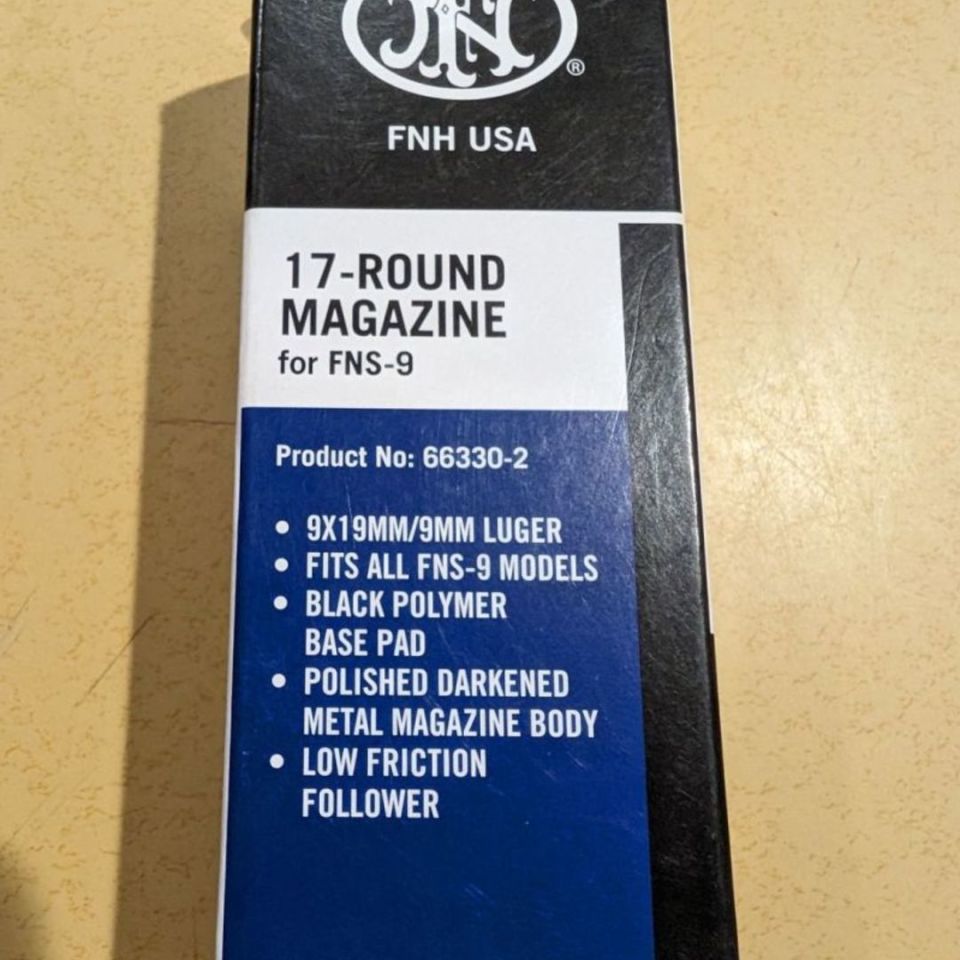 FN
®
FNH USA
17-ROUND
MAGAZINE
for FNS-9
Product No: 66330-2
• 9X19MM/9MM LUGER
• FITS ALL FNS-9 MODELS
• BLACK POLYMER
BASE PAD
• POLISHED DARKENED
METAL MAGAZINE BODY
• LOW FRICTION
FOLLOWER